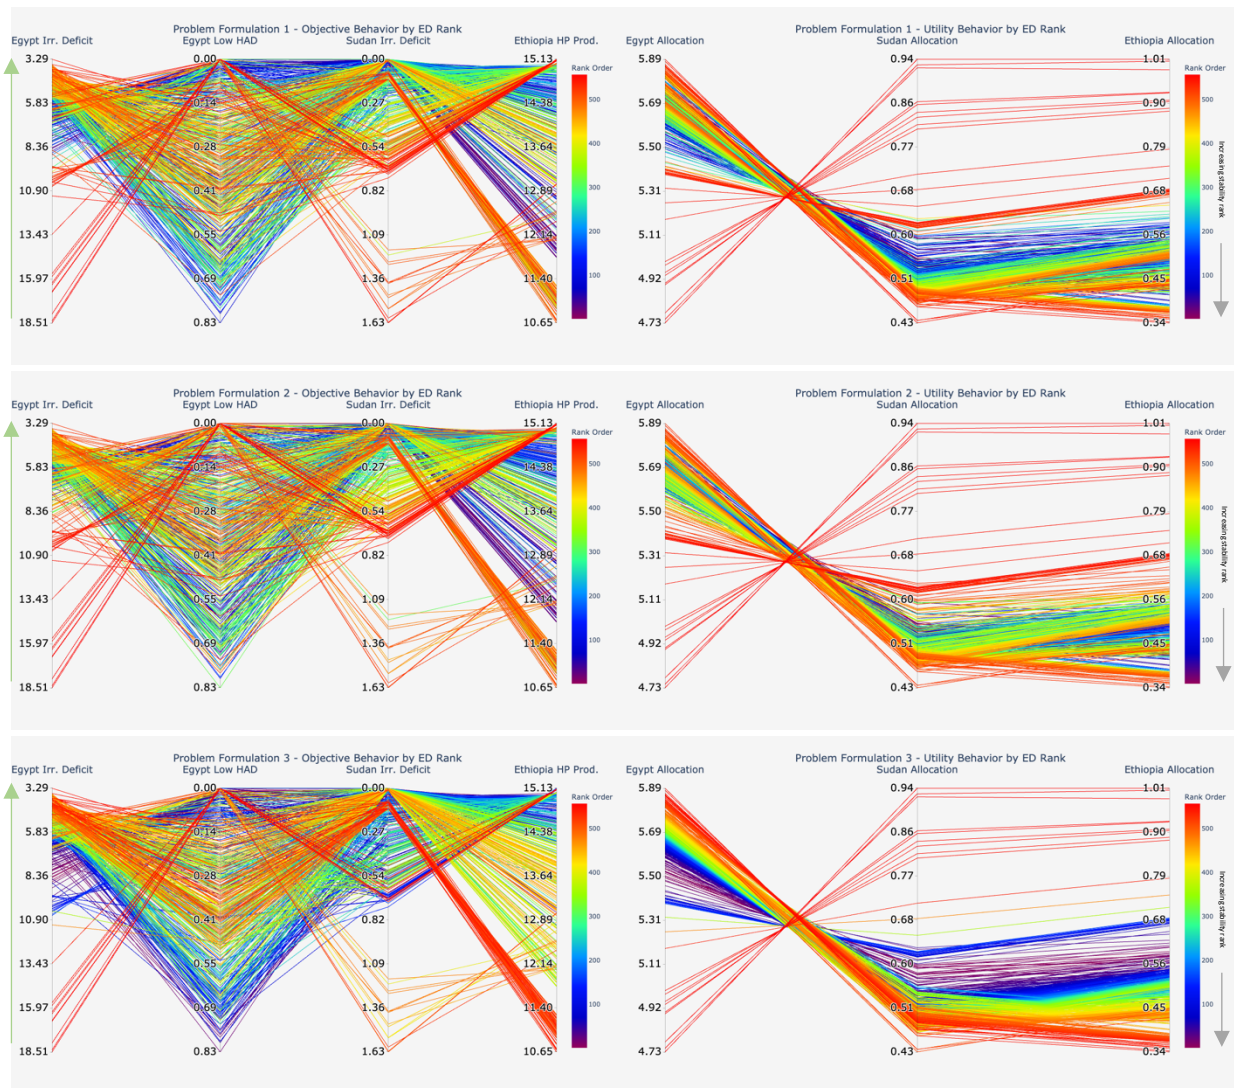 Problem Formulation 1 - Objective Behavior by ED Rank
Egypt Irr. Deficit Egypt Low HAD Sudan Irr. Deficit Ethiopia HP Prod.
3.29 0.00 0.00 15.13
Rank Order
5.83 0.14 0.27 14.38 500
8.36 0.28 0.54 13.64 400
10.90 0.41 0.82 12.89 300
13.43 0.55 1.09 12.14 200
15.97 0.69 1.36 11.40 100
18.51 0.83 1.63 10.65
Problem Formulation 1 - Utility Behavior by ED Rank
Egypt Allocation Sudan Allocation Ethiopia Allocation
5.89 0.94 1.01
Rank Order
5.69 0.86 0.90 500
5.50 0.77 0.79 400
5.31 0.68 0.68 300
5.11 0.60 0.56 200
4.92 0.51 0.45 100
4.73 0.43 0.34
Increasing stability rank
Problem Formulation 2 - Objective Behavior by ED Rank
Egypt Irr. Deficit Egypt Low HAD Sudan Irr. Deficit Ethiopia HP Prod.
3.29 0.00 0.00 15.13
Rank Order
5.83 0.14 0.27 14.38 500
8.36 0.28 0.54 13.64 400
10.90 0.41 0.82 12.89 300
13.43 0.55 1.09 12.14 200
15.97 0.69 1.36 11.40 100
18.51 0.83 1.63 10.65
Problem Formulation 2 - Utility Behavior by ED Rank
Egypt Allocation Sudan Allocation Ethiopia Allocation
5.89 0.94 1.01
Rank Order
5.69 0.86 0.90 500
5.50 0.77 0.79 400
5.31 0.68 0.68 300
5.11 0.60 0.56 200
4.92 0.51 0.45 100
4.73 0.43 0.34
Increasing stability rank
Problem Formulation 3 - Objective Behavior by ED Rank
Egypt Irr. Deficit Egypt Low HAD Sudan Irr. Deficit Ethiopia HP Prod.
3.29 0.00 0.00 15.13
Rank Order
5.83 0.14 0.27 14.38 500
8.36 0.28 0.54 13.64 400
10.90 0.41 0.82 12.89 300
13.43 0.55 1.09 12.14 200
15.97 0.69 1.36 11.40 100
18.51 0.83 1.63 10.65
Problem Formulation 3 - Utility Behavior by ED Rank
Egypt Allocation Sudan Allocation Ethiopia Allocation
5.89 0.94 1.01
Rank Order
5.69 0.86 0.90 500
5.50 0.77 0.79 400
5.31 0.68 0.68 300
5.11 0.60 0.56 200
4.92 0.51 0.45 100
4.73 0.43 0.34
Increasing stability rank